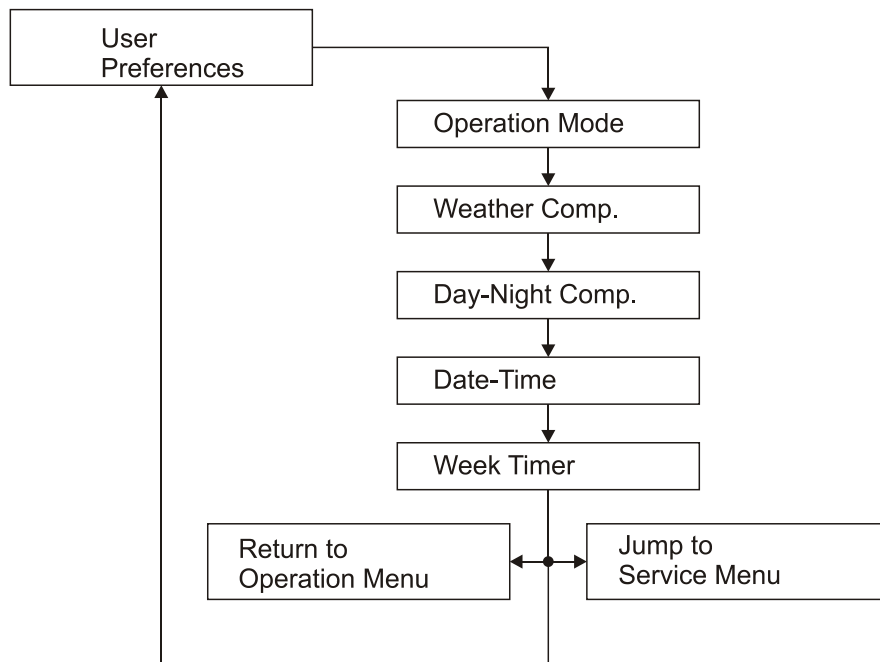 User
Preferences
Operation Mode
Weather Comp.
Day-Night Comp.
Date-Time
Week Timer
Return to
Operation Menu
Jump to
Service Menu